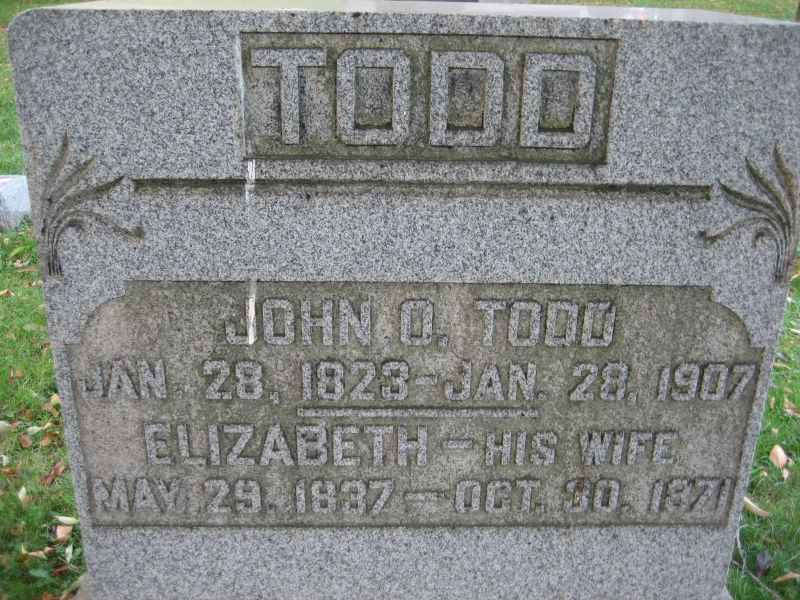 TODD
JOHN O. TODD
JAN. 28, 1823 - JAN. 28, 1907
ELIZABETH - HIS WIFE
MAY 29, 1837 - OCT. 30, 1871